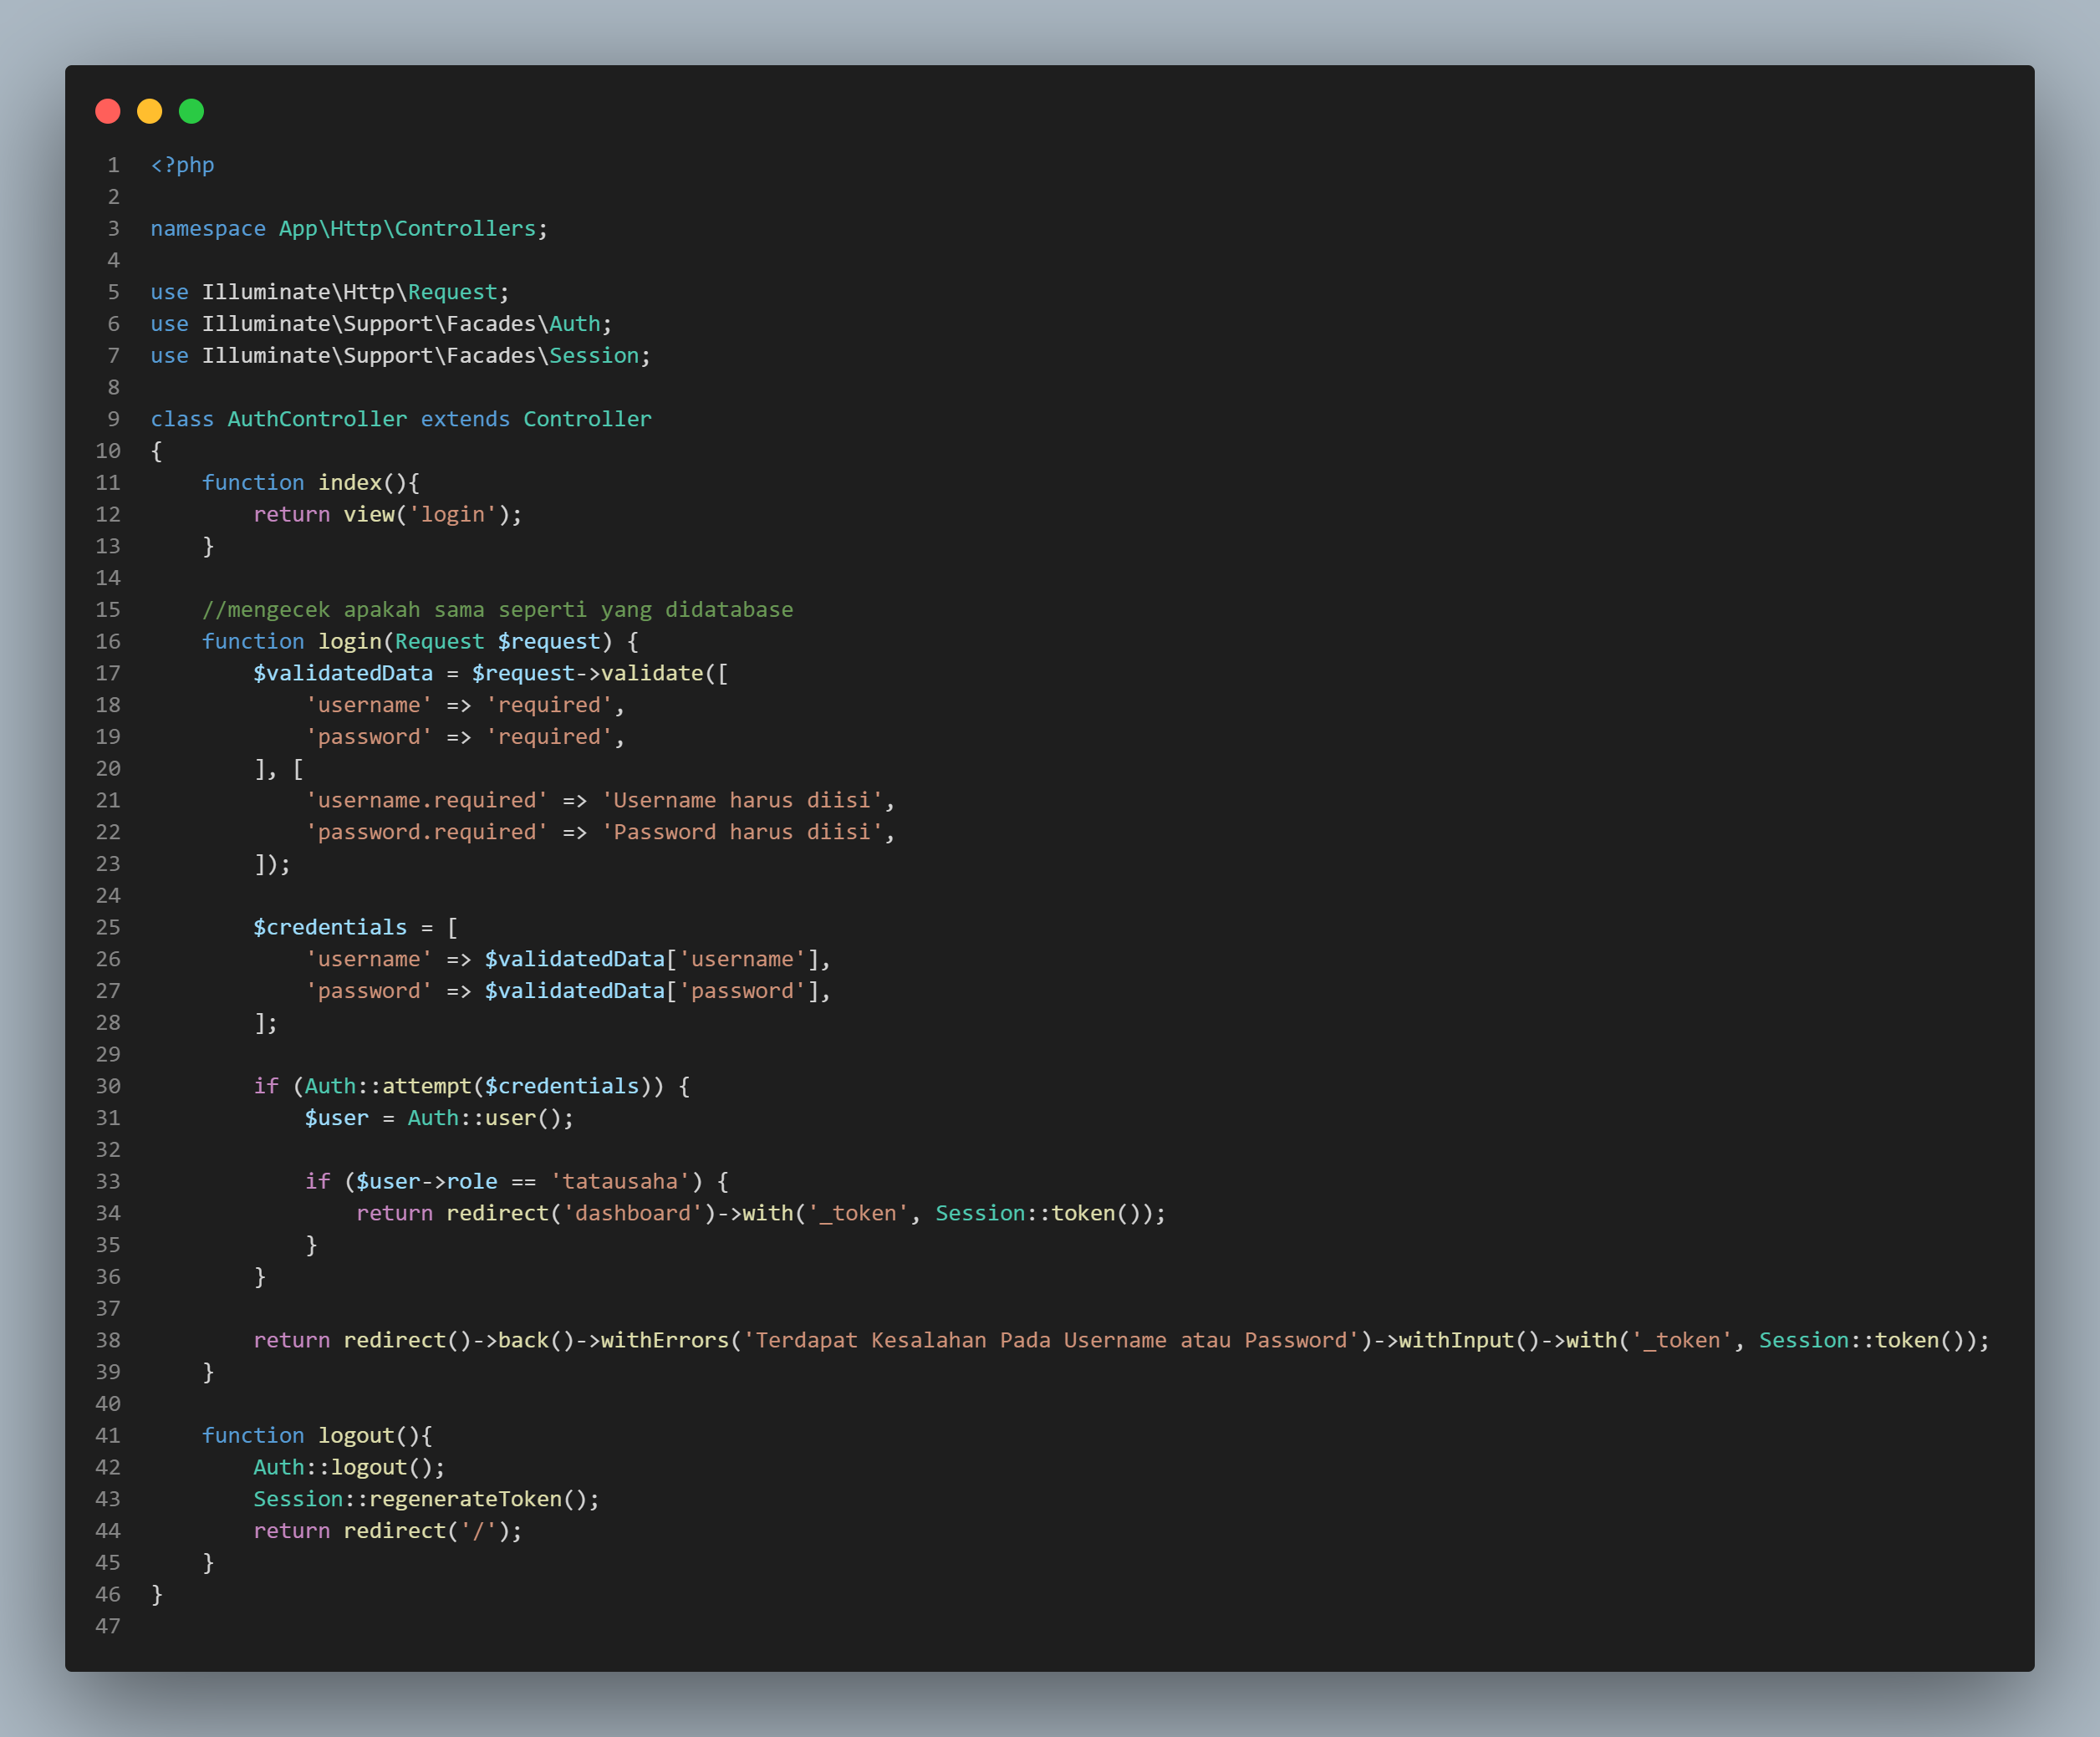 1 <?php
2
3 namespace App\Http\Controllers;
4
5 use Illuminate\Http\Request;
6 use Illuminate\Support\Facades\Auth;
7 use Illuminate\Support\Facades\Session;
8
9 class AuthController extends Controller
10 {
11     function index(){
12         return view('login');
13     }
14
15     //mengecek apakah sama seperti yang didatabase
16     function login(Request $request) {
17         $validatedData = $request->validate([
18             'username' => 'required',
19             'password' => 'required',
20         ], [
21             'username.required' => 'Username harus diisi',
22             'password.required' => 'Password harus diisi',
23         ]);
24
25         $credentials = [
26             'username' => $validatedData['username'],
27             'password' => $validatedData['password'],
28         ];
29
30         if (Auth::attempt($credentials)) {
31             $user = Auth::user();
32
33             if ($user->role == 'tatausaha') {
34                 return redirect('dashboard')->with('_token', Session::token());
35             }
36         }
37
38         return redirect()->back()->withErrors('Terdapat Kesalahan Pada Username atau Password')->withInput()->with('_token', Session::token());
39     }
40
41     function logout(){
42         Auth::logout();
43         Session::regenerateToken();
44         return redirect('/');
45     }
46 }
47